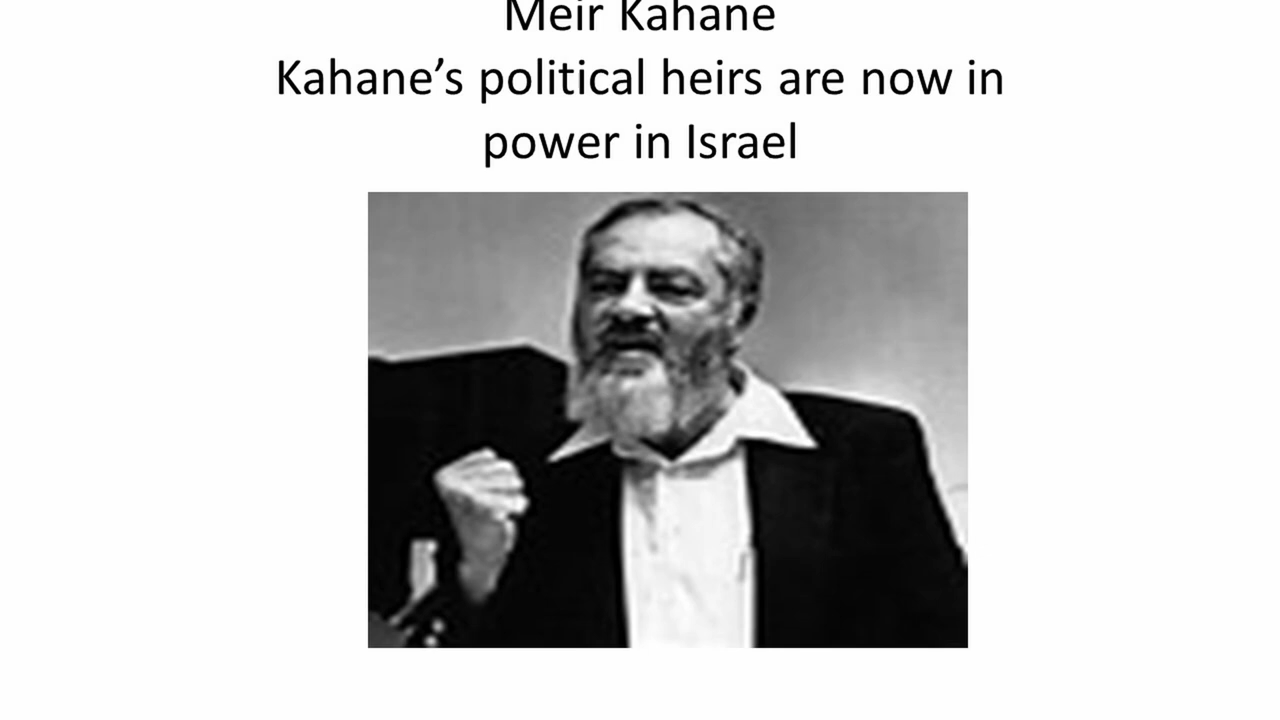 Meir Kahane
Kahane’s political heirs are now in
power in Israel